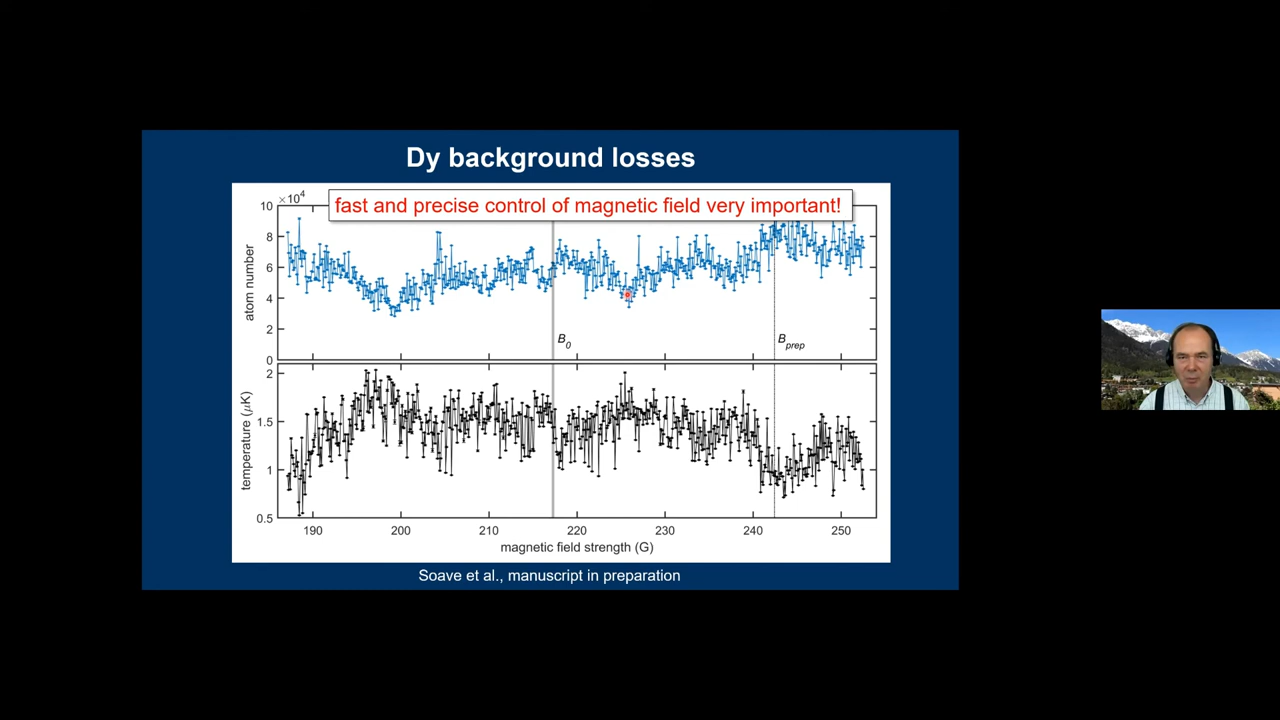 Dy background losses
×10⁴
fast and precise control of magnetic field very important!
10
8
6
4
2
0
atom number
B0
Bprep
2
1.5
1
0.5
temperature (μK)
190 200 210 220 230 240 250
magnetic field strength (G)
Soave et al., manuscript in preparation